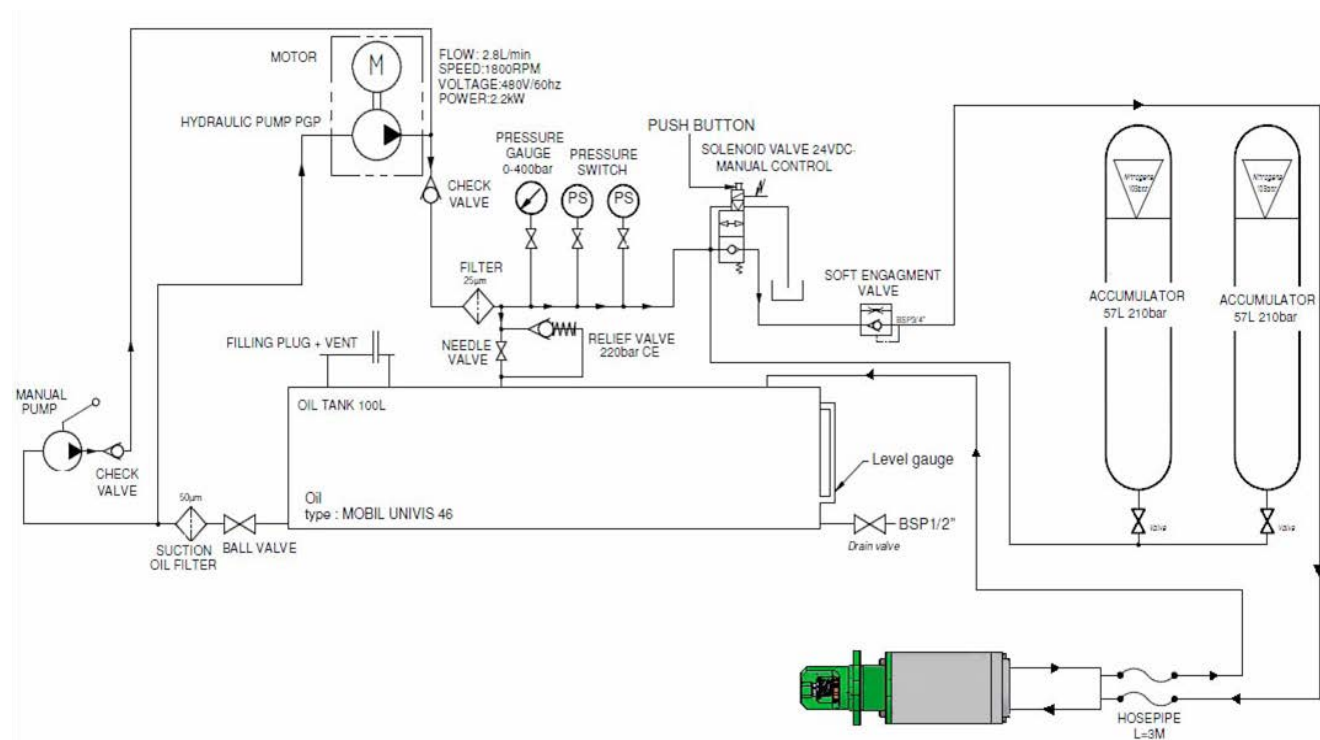 MOTOR
M
FLOW: 2.8L/min
SPEED:1800RPM
VOLTAGE:480V/60hz
POWER:2.2kW
HYDRAULIC PUMP PGP
PRESSURE
GAUGE
0-400bar
PRESSURE
SWITCH
PS
PS
CHECK
VALVE
PUSH BUTTON
SOLENOID VALVE 24VDC-
MANUAL CONTROL
FILTER
25µm
NEEDLE
VALVE
RELIEF VALVE
220bar CE
SOFT ENGAGMENT
VALVE
BSP3/4"
Nitrogene
Nitrogene
ACCUMULATOR
57L 210bar
ACCUMULATOR
57L 210bar
Valve
Valve
FILLING PLUG + VENT
MANUAL
PUMP
CHECK
VALVE
OIL TANK 100L
Oil
type : MOBIL UNIVIS 46
Level gauge
50µm
SUCTION
OIL FILTER
BALL VALVE
BSP1/2"
Drain valve
HOSEPIPE
L=3M